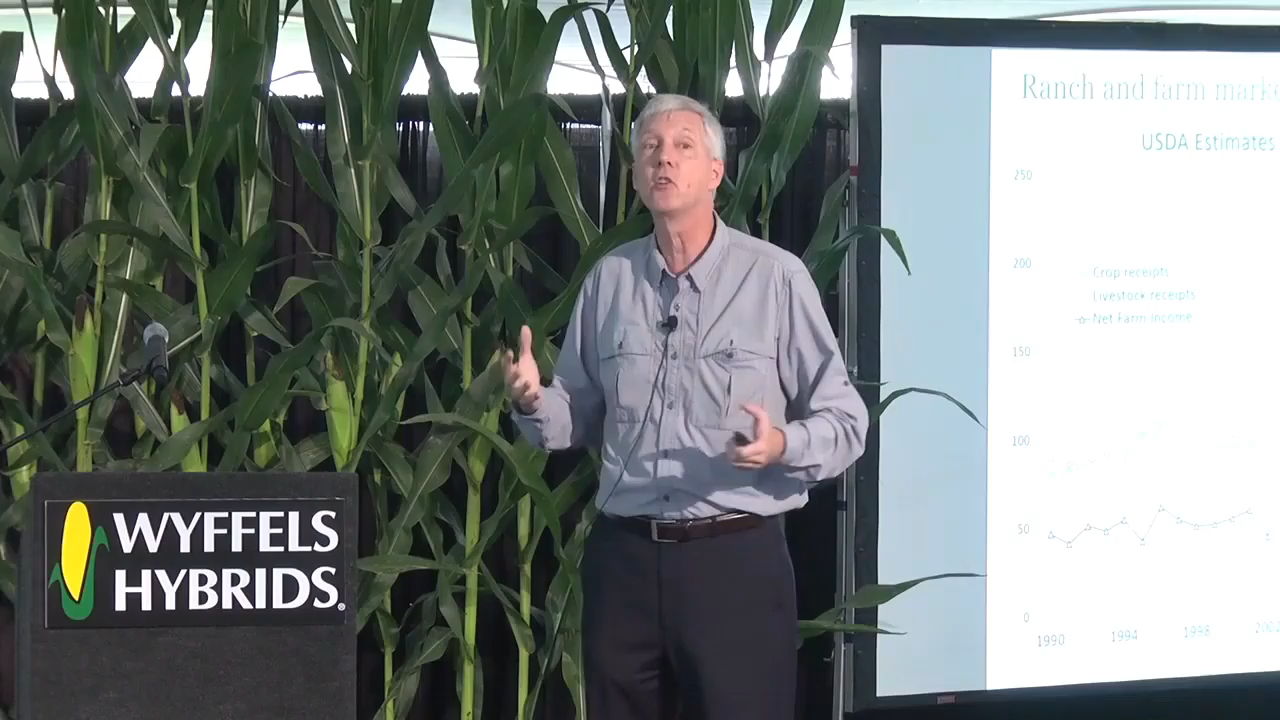 WYFFELS
HYBRIDS®
Ranch and farm
USDA Estimates
250
200
150
100
50
0
Crop receipts
Livestock receipts
Net Farm Income
1990
1994
1998